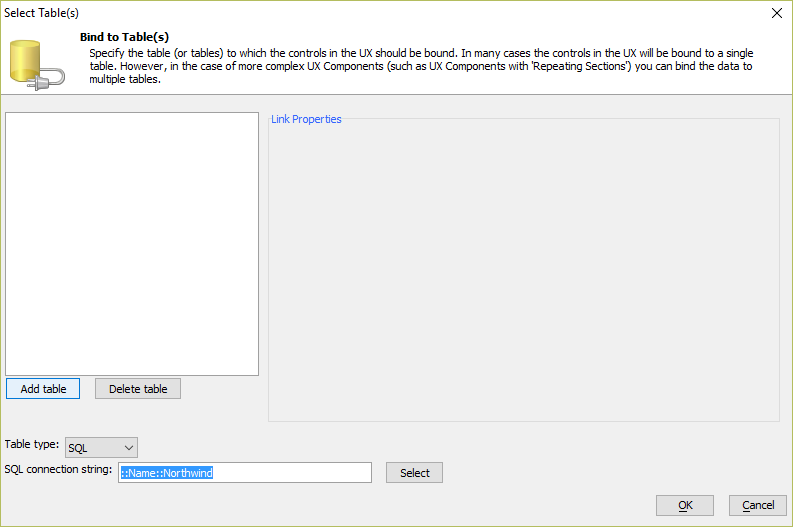 Select Table(s)
Bind to Table(s)
Specify the table (or tables) to which the controls in the UX should be bound. In many cases the controls in the UX will be bound to a single
table. However, in the case of more complex UX Components (such as UX Components with 'Repeating Sections') you can bind the data to
multiple tables.
Link Properties
Add table
Delete table
Table type:
SQL
SQL connection string:
::Name::Northwind
Select
OK
Cancel